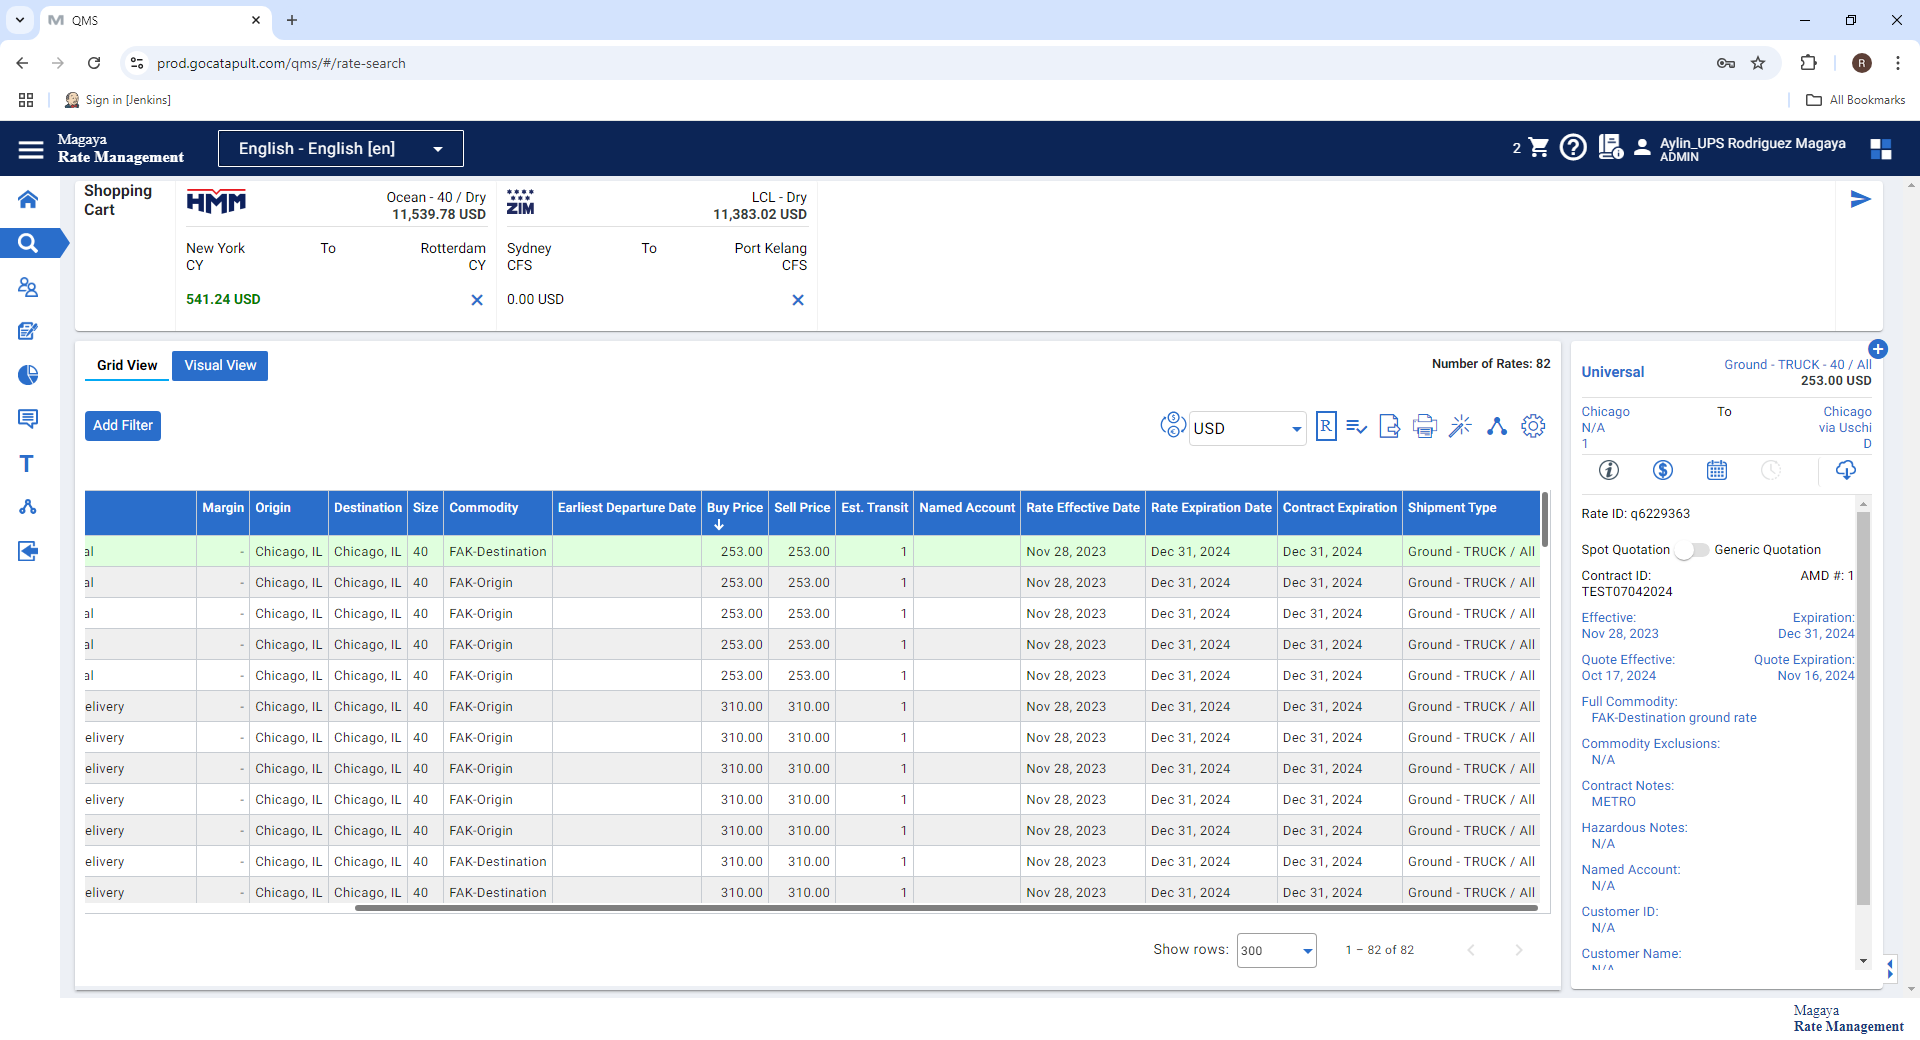 QMS
prod.gocatapult.com/qms/#/rate-search
R
Sign in [Jenkins]
All Bookmarks
Magaya
Rate Management
English - English [en]
2
Aylin_UPS Rodriguez Magaya
ADMIN
Shopping
Cart
HMM
Ocean - 40 / Dry
11,539.78 USD
New York To Rotterdam
CY CY
541.24 USD
ZIM
LCL - Dry
11,383.02 USD
Sydney To Port Kelang
CFS CFS
0.00 USD
Grid View Visual View
Number of Rates: 82
Add Filter
USD
R
Margin Origin Destination Size Commodity Earliest Departure Date Buy Price Sell Price Est. Transit Named Account Rate Effective Date Rate Expiration Date Contract Expiration Shipment Type
al - Chicago, IL Chicago, IL 40 FAK-Destination 253.00 253.00 1 Nov 28, 2023 Dec 31, 2024 Dec 31, 2024 Ground - TRUCK / All
al - Chicago, IL Chicago, IL 40 FAK-Origin 253.00 253.00 1 Nov 28, 2023 Dec 31, 2024 Dec 31, 2024 Ground - TRUCK / All
al - Chicago, IL Chicago, IL 40 FAK-Origin 253.00 253.00 1 Nov 28, 2023 Dec 31, 2024 Dec 31, 2024 Ground - TRUCK / All
al - Chicago, IL Chicago, IL 40 FAK-Origin 253.00 253.00 1 Nov 28, 2023 Dec 31, 2024 Dec 31, 2024 Ground - TRUCK / All
al - Chicago, IL Chicago, IL 40 FAK-Origin 253.00 253.00 1 Nov 28, 2023 Dec 31, 2024 Dec 31, 2024 Ground - TRUCK / All
elivery - Chicago, IL Chicago, IL 40 FAK-Origin 310.00 310.00 1 Nov 28, 2023 Dec 31, 2024 Dec 31, 2024 Ground - TRUCK / All
elivery - Chicago, IL Chicago, IL 40 FAK-Origin 310.00 310.00 1 Nov 28, 2023 Dec 31, 2024 Dec 31, 2024 Ground - TRUCK / All
elivery - Chicago, IL Chicago, IL 40 FAK-Origin 310.00 310.00 1 Nov 28, 2023 Dec 31, 2024 Dec 31, 2024 Ground - TRUCK / All
elivery - Chicago, IL Chicago, IL 40 FAK-Origin 310.00 310.00 1 Nov 28, 2023 Dec 31, 2024 Dec 31, 2024 Ground - TRUCK / All
elivery - Chicago, IL Chicago, IL 40 FAK-Origin 310.00 310.00 1 Nov 28, 2023 Dec 31, 2024 Dec 31, 2024 Ground - TRUCK / All
elivery - Chicago, IL Chicago, IL 40 FAK-Destination 310.00 310.00 1 Nov 28, 2023 Dec 31, 2024 Dec 31, 2024 Ground - TRUCK / All
elivery - Chicago, IL Chicago, IL 40 FAK-Destination 310.00 310.00 1 Nov 28, 2023 Dec 31, 2024 Dec 31, 2024 Ground - TRUCK / All
Show rows: 300 1 – 82 of 82
Universal
Ground - TRUCK - 40 / All
253.00 USD
Chicago To Chicago
N/A via Uschi
1 D
Rate ID: q6229363
Spot Quotation Generic Quotation
Contract ID: AMD #: 1
TEST07042024
Effective: Expiration:
Nov 28, 2023 Dec 31, 2024
Quote Effective: Quote Expiration:
Oct 17, 2024 Nov 16, 2024
Full Commodity:
FAK-Destination ground rate
Commodity Exclusions:
N/A
Contract Notes:
METRO
Hazardous Notes:
N/A
Named Account:
N/A
Customer ID:
N/A
Customer Name:
N/A
Magaya
Rate Management